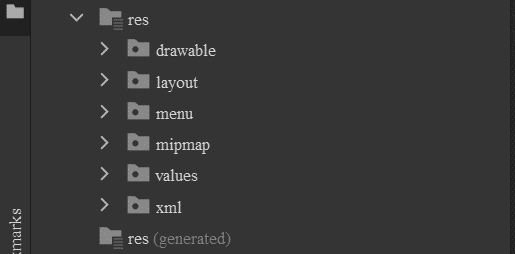 res
drawable
layout
menu
mipmap
values
xml
res (generated)